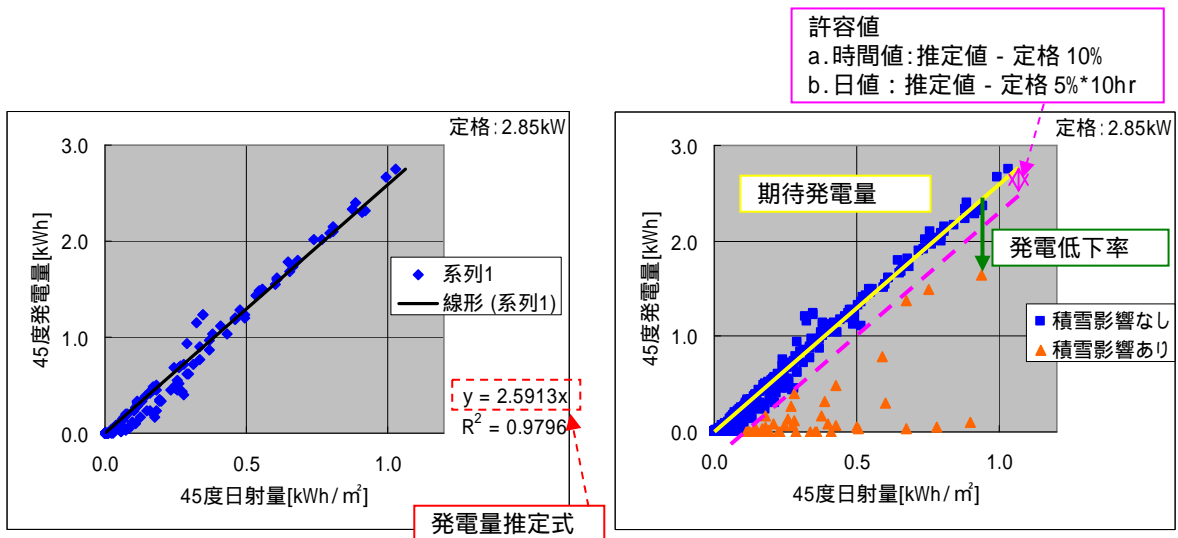 許容値
a.時間値:推定値 - 定格 10%
b.日値：推定値 - 定格 5%*10hr
定格:2.85kW
3.0
2.0
1.0
0.0
45度発電量[kWh]
系列1
線形 (系列1)
y = 2.5913x
R² = 0.9796
0.0
0.5
1.0
45度日射量[kWh/㎡]
発電量推定式
定格:2.85kW
3.0
2.0
1.0
0.0
45度発電量[kWh]
期待発電量
発電低下率
積雪影響なし
積雪影響あり
0.0
0.5
1.0
45度日射量[kWh/㎡]